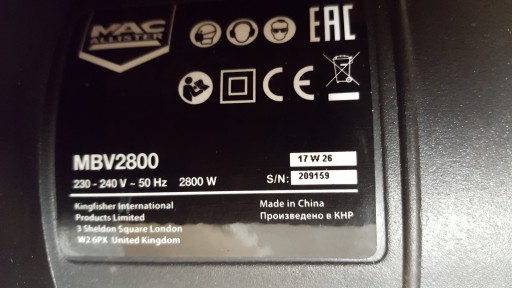 MAC
ALLISTER
EAC
CE
MBV2800
17 W 26
230 - 240 V ~ 50 Hz 2800 W
S/N: 209159
Kingfisher International
Products Limited
3 Sheldon Square London
W2 6PX United Kingdom
Made in China
Произведено в КНР